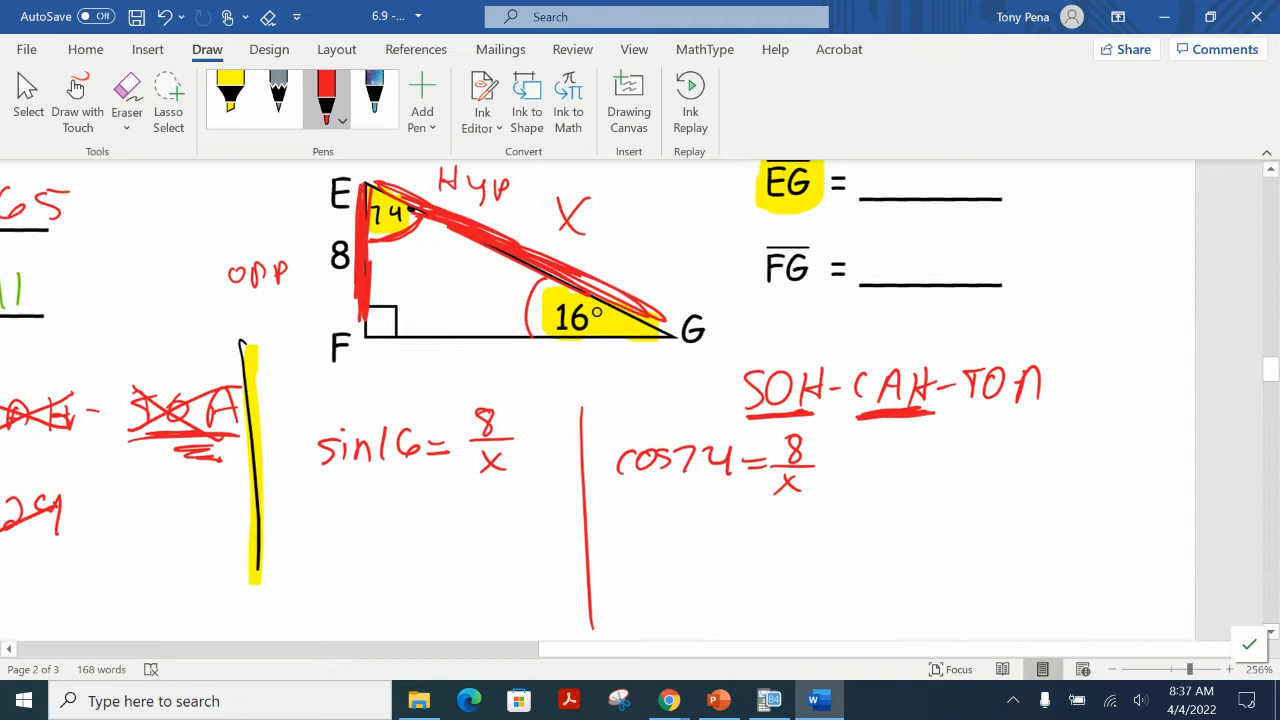 AutoSave Off 6.9 - Search Tony Pena
File Home Insert Draw Design Layout References Mailings Review View MathType Help Acrobat Share Comments
Select Draw with Touch Eraser Lasso Select Add Pen Ink Editor Ink to Shape Ink to Math Drawing Canvas Ink Replay
Tools Pens Convert Insert Replay
65
11
E 74 Hyp X
8
opp
16°
F G
EG = 
FG = 
SOH-CAH-TOA
TOA
sin16 = 8/x
cos74 = 8/x
Page 2 of 3 168 words Focus 256%
Type here to search
84
8:37 AM
4/4/2022